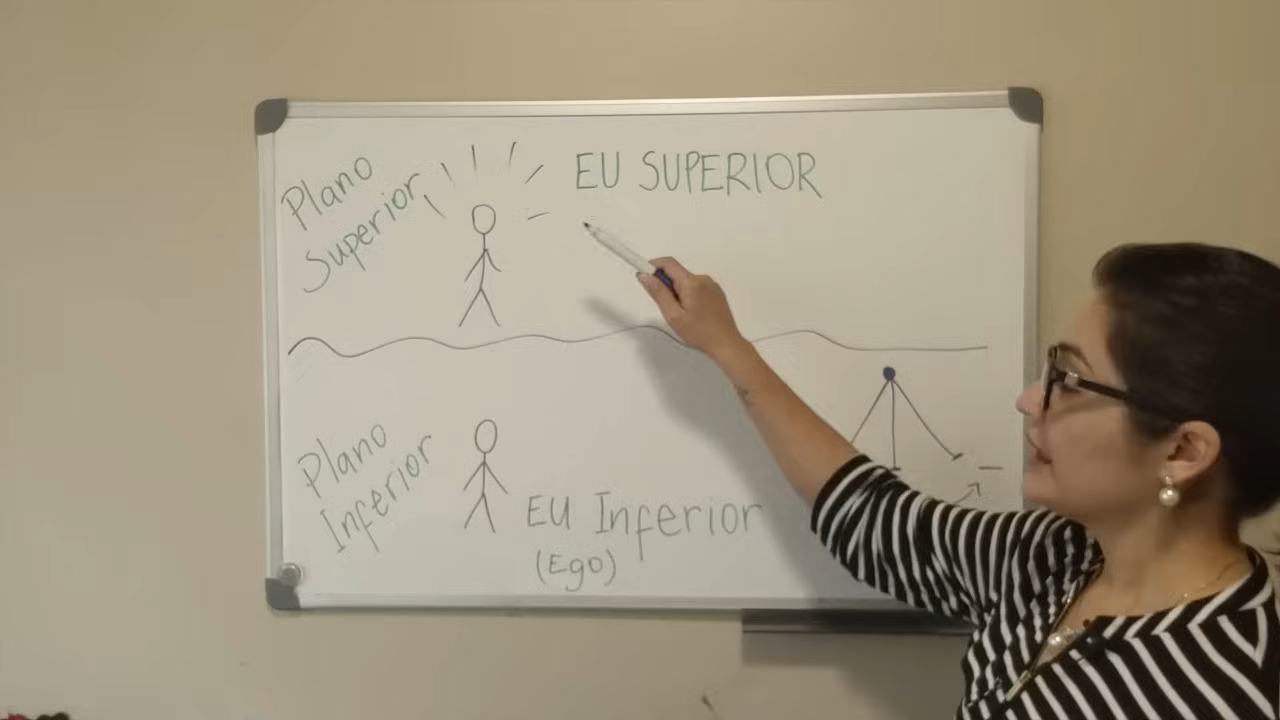 Plano
Superior
EU SUPERIOR
Plano
Inferior
EU Inferior
(Ego)